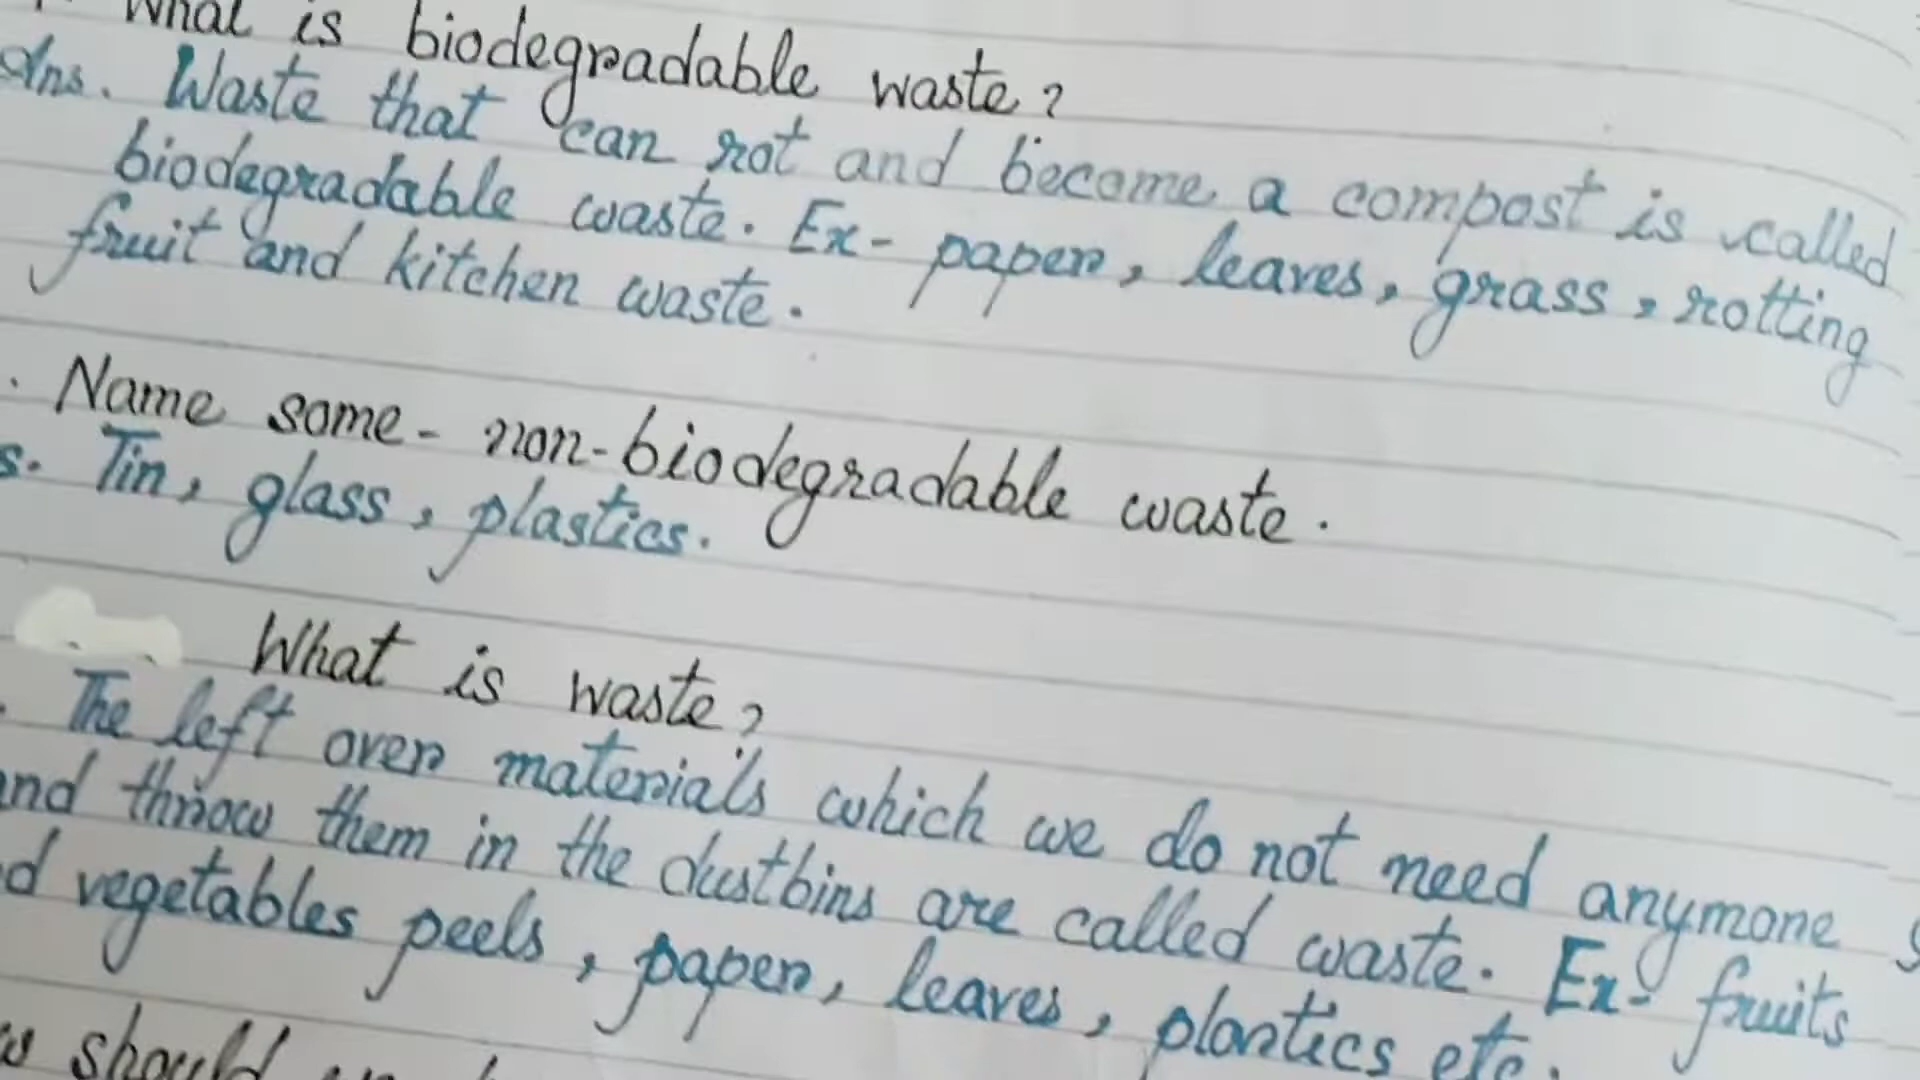 What is biodegradable waste?
Ans. Waste that can rot and become a compost is called
biodegradable waste. Ex- paper, leaves, grass, rotting
fruit and kitchen waste.
. Name some- non-biodegradable waste.
s. Tin, glass, plastics.
What is waste?
. The left over materials which we do not need anymore
and throw them in the dustbins are called waste. Ex- fruits
d vegetables peels, paper, leaves, plastics etc.
should